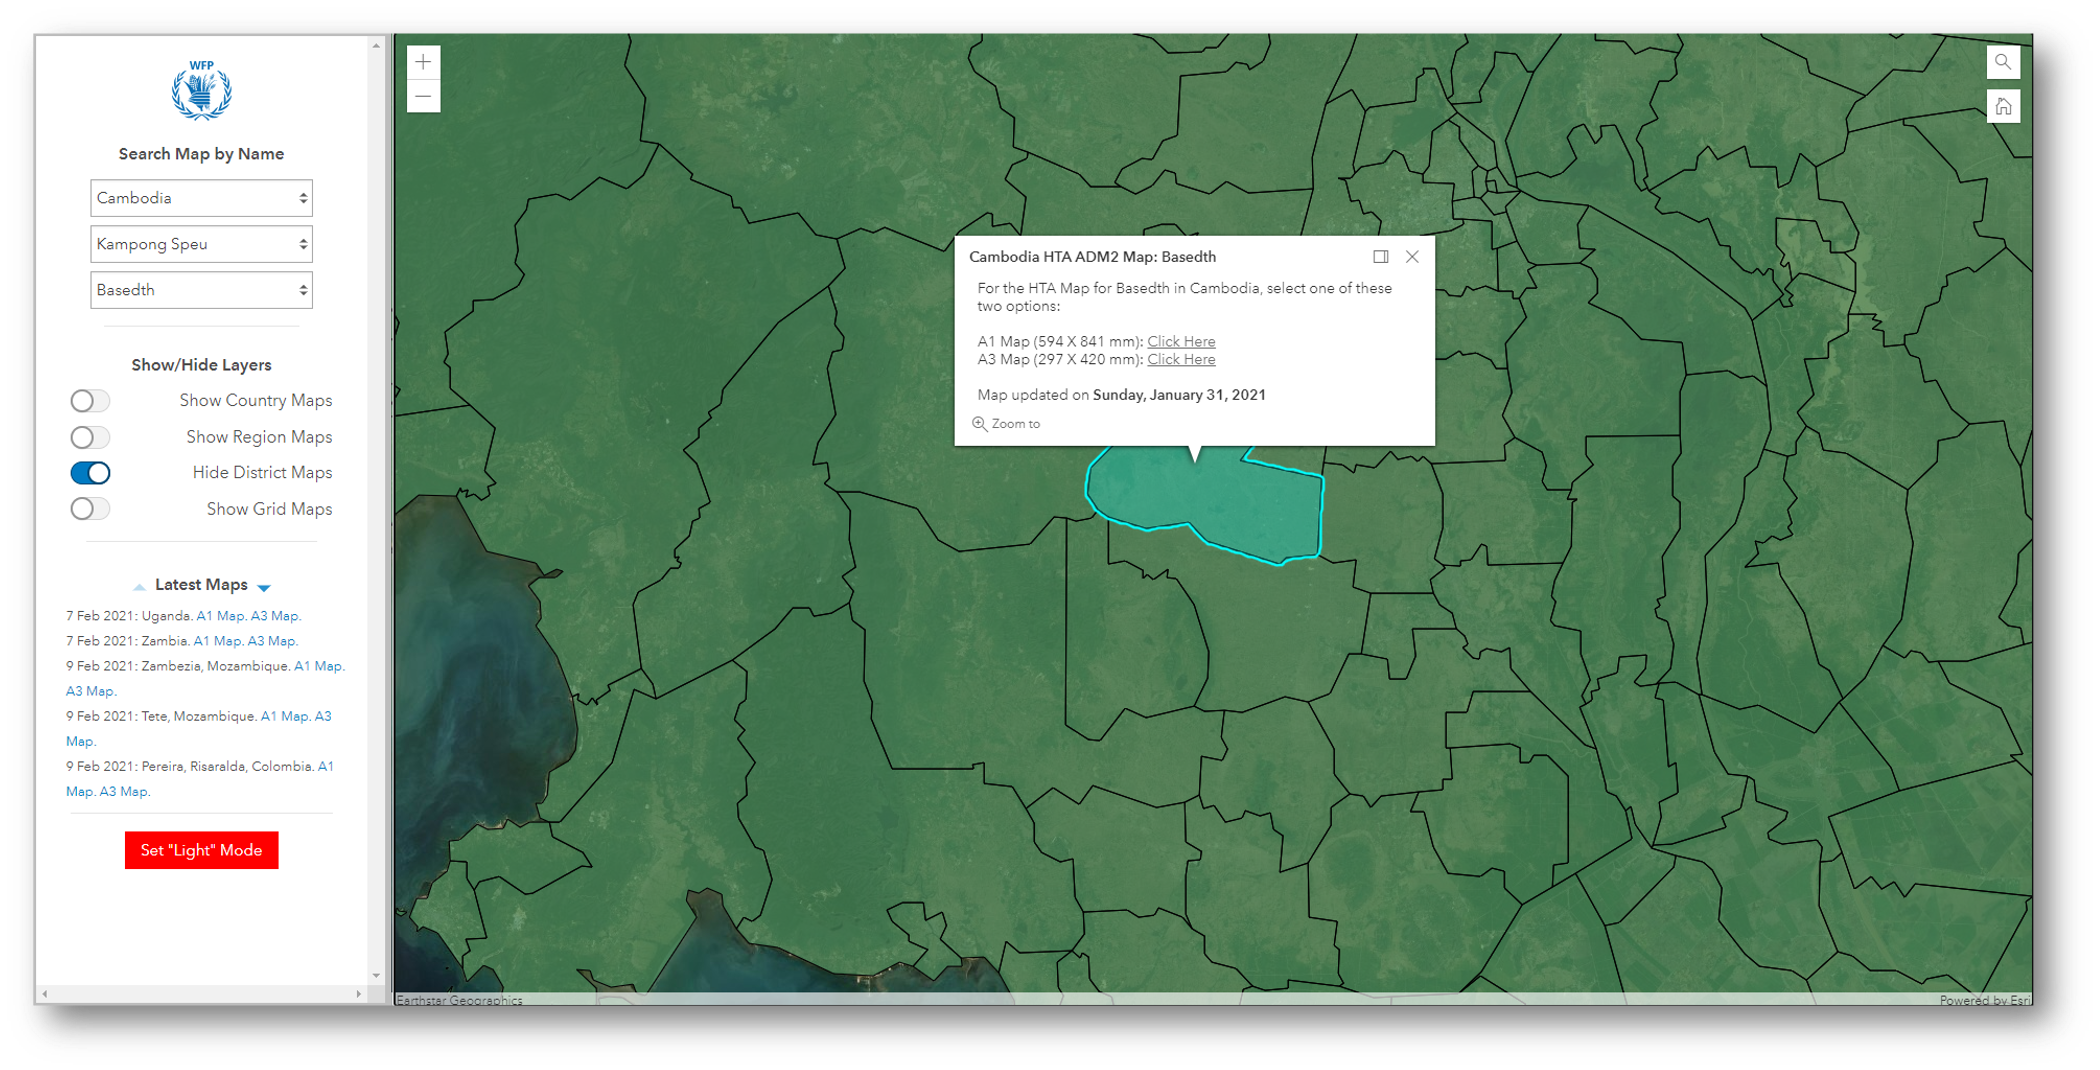 WFP
Search Map by Name
Cambodia
Kampong Speu
Basedth
Show/Hide Layers
Show Country Maps
Show Region Maps
Hide District Maps
Show Grid Maps
Latest Maps
7 Feb 2021: Uganda. A1 Map. A3 Map.
7 Feb 2021: Zambia. A1 Map. A3 Map.
9 Feb 2021: Zambezia, Mozambique. A1 Map.
A3 Map.
9 Feb 2021: Tete, Mozambique. A1 Map. A3
Map.
9 Feb 2021: Pereira, Risaralda, Colombia. A1
Map. A3 Map.
Set "Light" Mode
Cambodia HTA ADM2 Map: Basedth
For the HTA Map for Basedth in Cambodia, select one of these
two options:
A1 Map (594 X 841 mm): Click Here
A3 Map (297 X 420 mm): Click Here
Map updated on Sunday, January 31, 2021
Zoom to
Earthstar Geographics
Powered by Esri